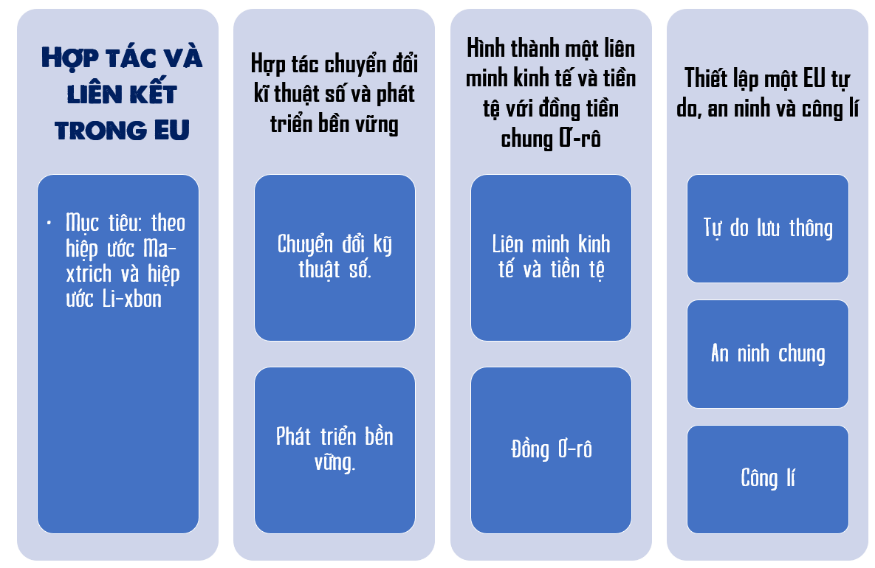 HỢP TÁC VÀ
LIÊN KẾT
TRONG EU
• Mục tiêu: theo
hiệp ước Ma-
xtrich và hiệp
ước Li-xbon
Hợp tác chuyển đổi
kĩ thuật số và phát
triển bền vững
Chuyển đổi kỹ
thuật số.
Phát triển bền
vững.
Hình thành một liên
minh kinh tế và tiền
tệ với đồng tiền
chung Ơ-rô
Liên minh kinh
tế và tiền tệ
Đồng Ơ-rô
Thiết lập một EU tự
do, an ninh và công lí
Tự do lưu thông
An ninh chung
Công lí